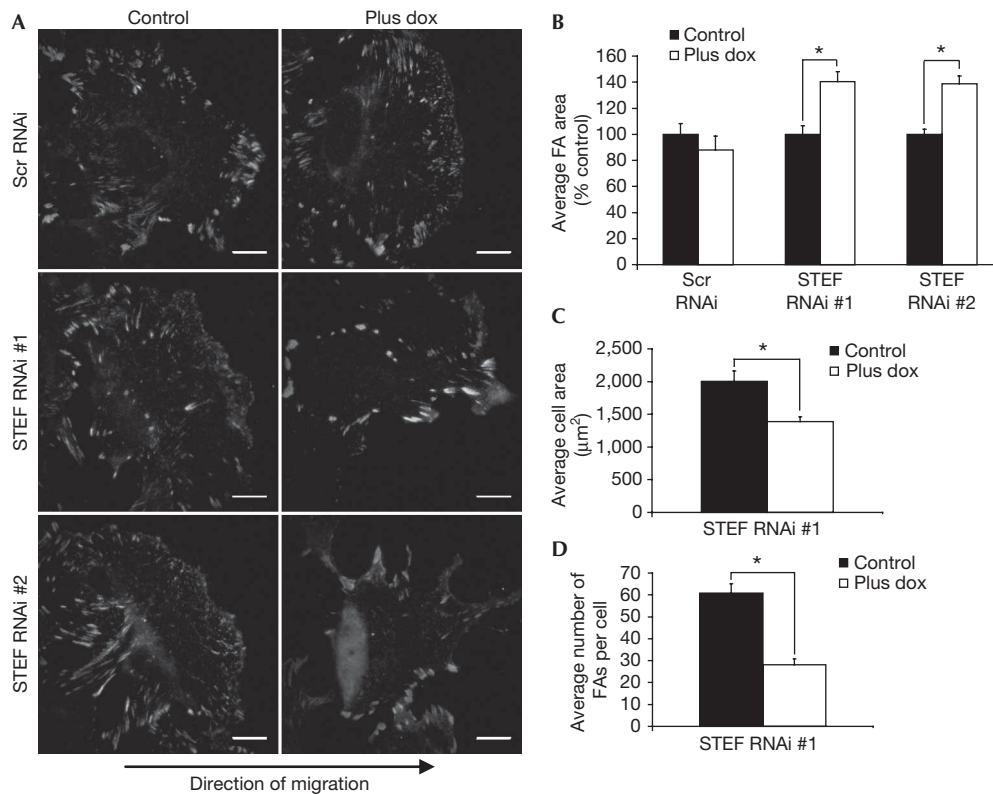 A
Control
Plus dox
Scr RNAi
STEF RNAi #1
STEF RNAi #2
Direction of migration
B
Control
Plus dox
Average FA area
(% control)
160
140
120
100
80
60
40
20
0
*
*
Scr
RNAi
STEF
RNAi #1
STEF
RNAi #2
C
Control
Plus dox
Average cell area
(μm²)
2,500
2,000
1,500
1,000
500
0
*
STEF RNAi #1
D
Control
Plus dox
Average number of
FAs per cell
70
60
50
40
30
20
10
0
*
STEF RNAi #1